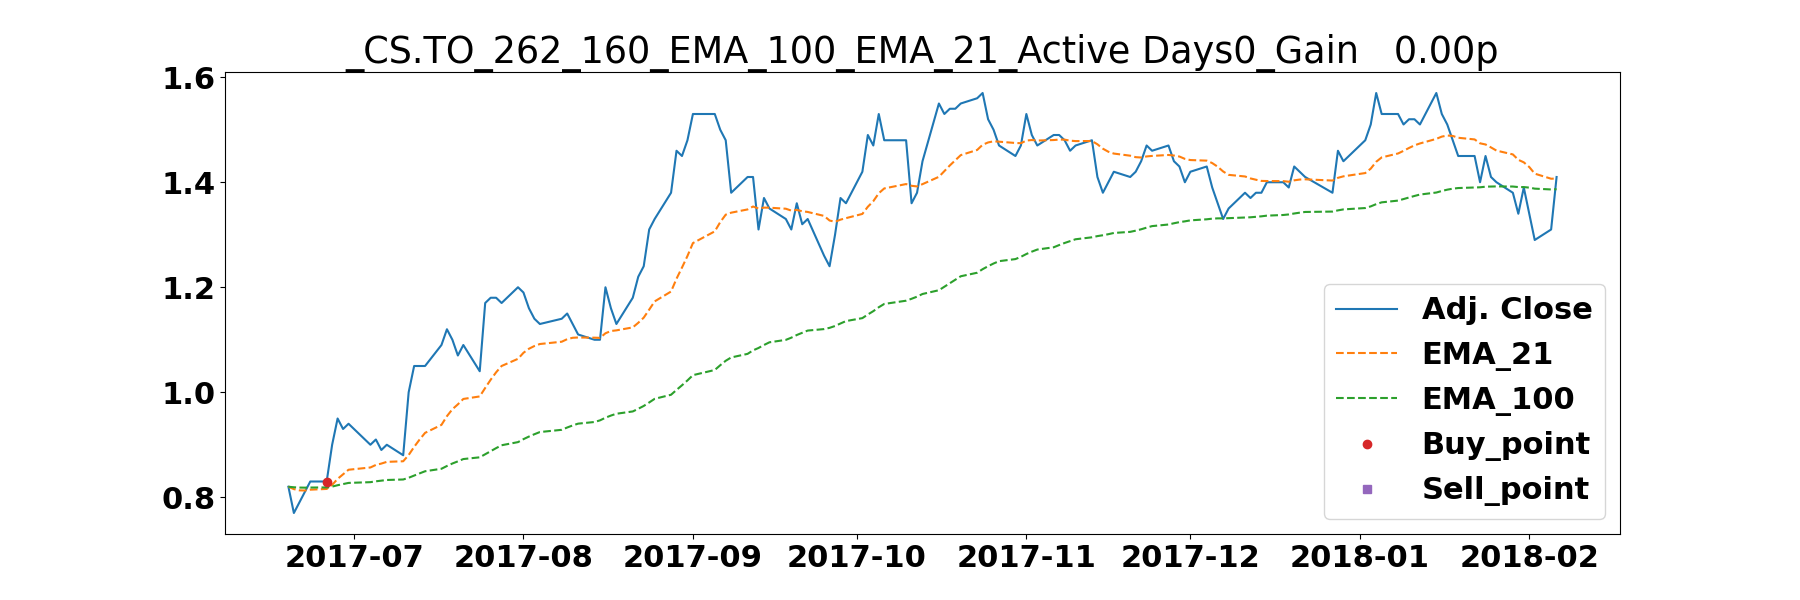 _CS.TO_262_160_EMA_100_EMA_21_Active Days0_Gain   0.00p
1.6
1.4
1.2
1.0
0.8
Adj. Close
EMA_21
EMA_100
Buy_point
Sell_point
2017-07 2017-08 2017-09 2017-10 2017-11 2017-12 2018-01 2018-02